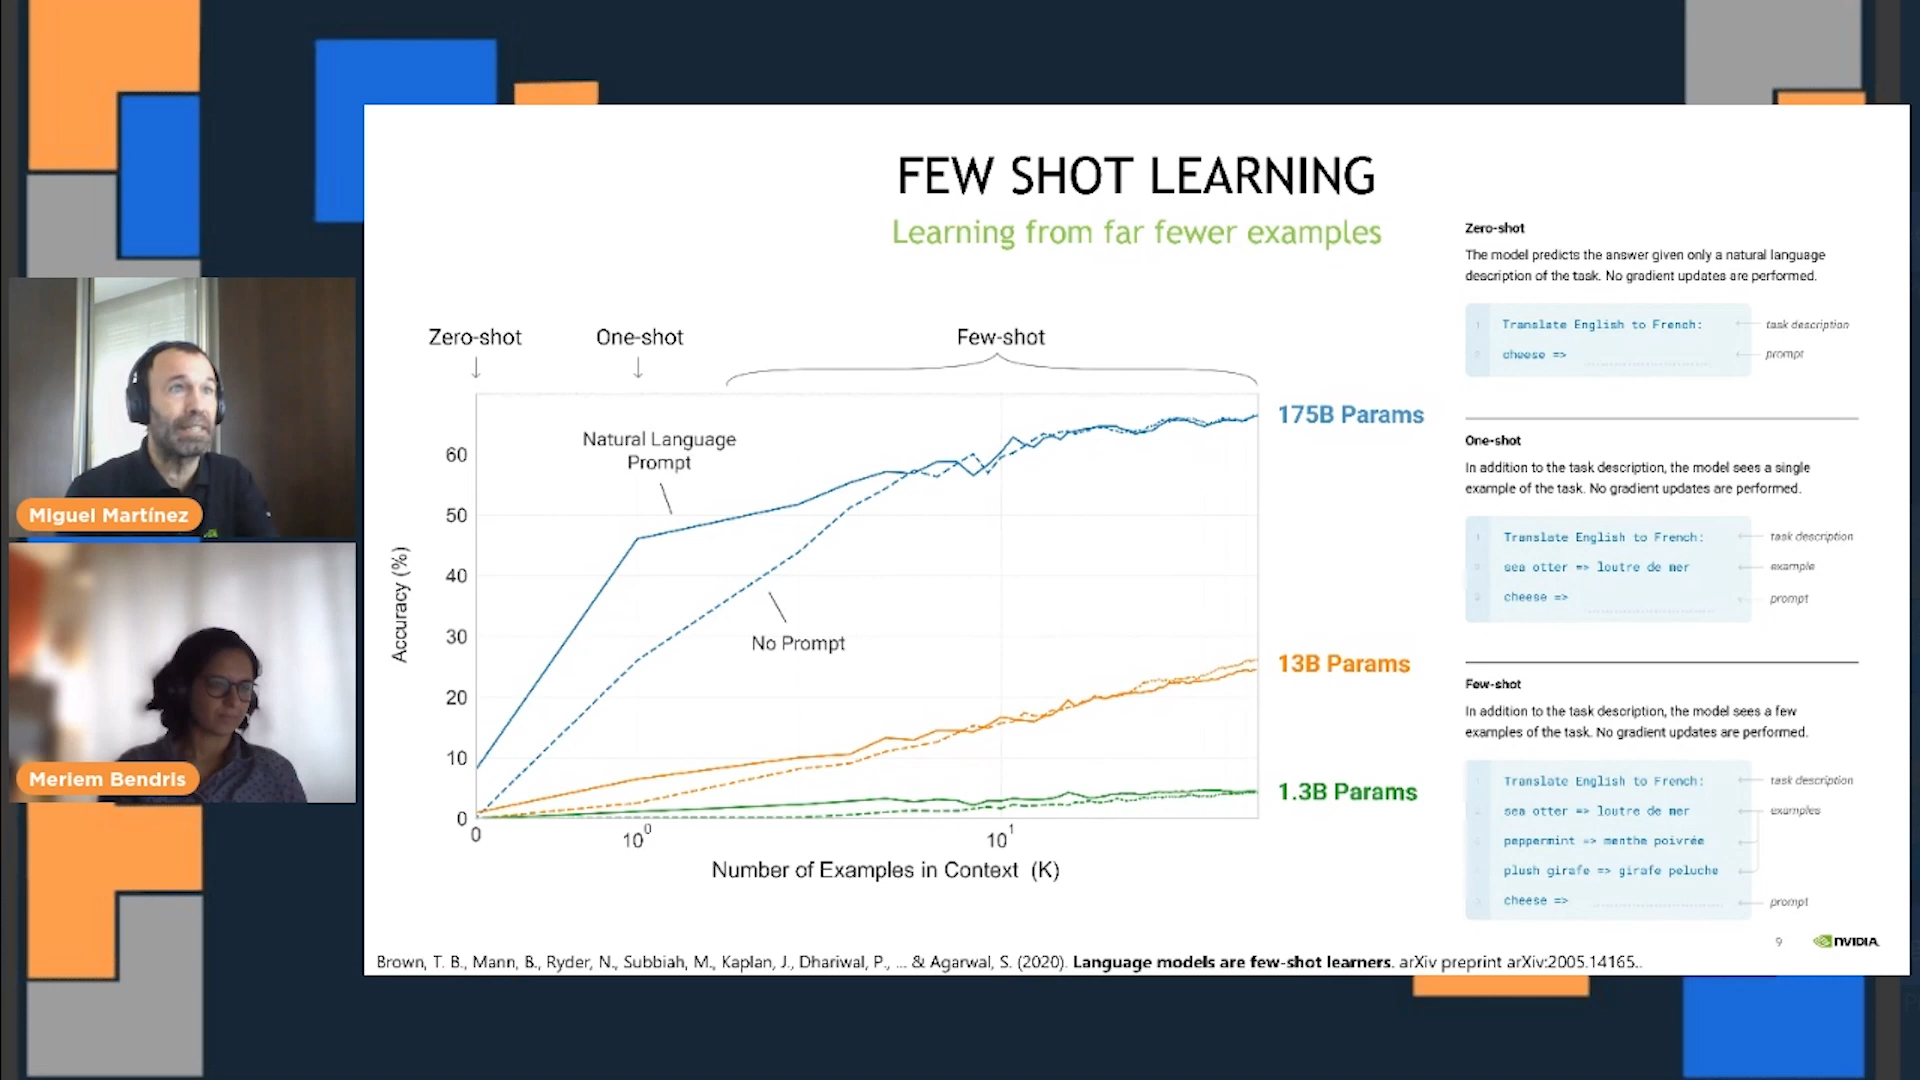 FEW SHOT LEARNING
Learning from far fewer examples
Zero-shot
One-shot
Few-shot
175B Params
Natural Language
Prompt
No Prompt
13B Params
1.3B Params
Accuracy (%)
60
50
40
30
20
10
0
0
10⁰
10¹
Number of Examples in Context (K)
Zero-shot
The model predicts the answer given only a natural language
description of the task. No gradient updates are performed.
Translate English to French:
task description
cheese =>
prompt
One-shot
In addition to the task description, the model sees a single
example of the task. No gradient updates are performed.
Translate English to French:
task description
sea otter => loutre de mer
example
cheese =>
prompt
Few-shot
In addition to the task description, the model sees a few
examples of the task. No gradient updates are performed.
Translate English to French:
task description
sea otter => loutre de mer
examples
peppermint => menthe poivrée
plush girafe => girafe peluche
cheese =>
prompt
9
NVIDIA
Brown, T. B., Mann, B., Ryder, N., Subbiah, M., Kaplan, J., Dhariwal, P., ... & Agarwal, S. (2020). Language models are few-shot learners. arXiv preprint arXiv:2005.14165..
Miguel Martínez
Meriem Bendris